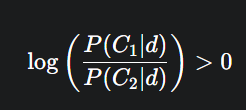 log ( P(C₁|d) / P(C₂|d) ) > 0